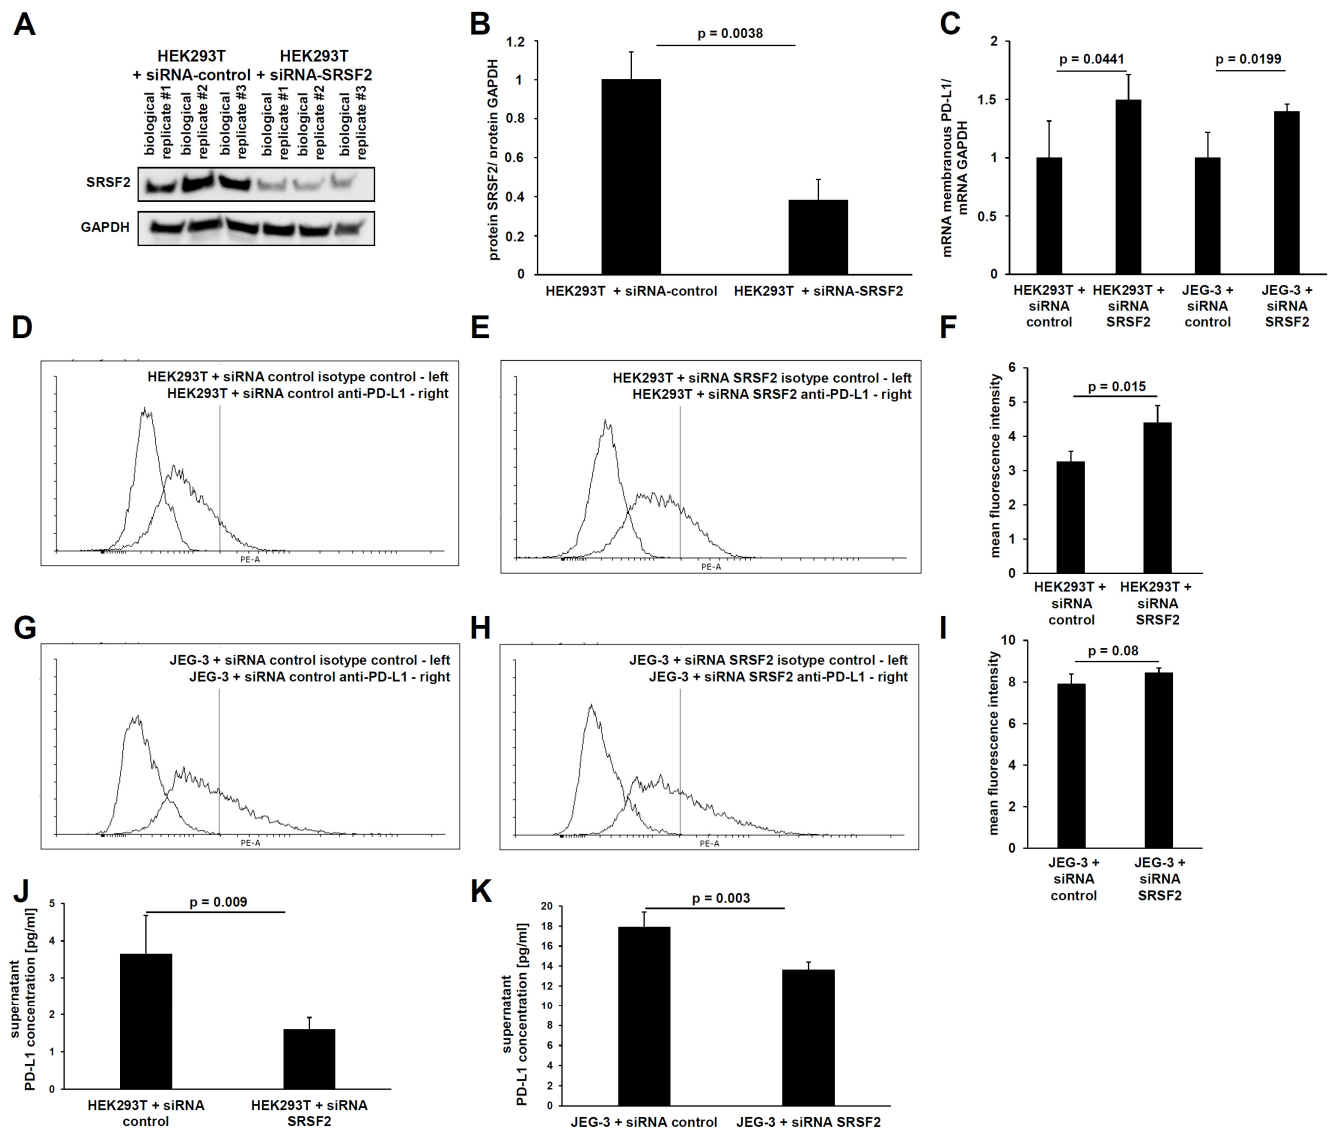 A
HEK293T
+ siRNA-control
HEK293T
+ siRNA-SRSF2
biological
replicate #1
biological
replicate #2
biological
replicate #3
biological
replicate #1
biological
replicate #2
biological
replicate #3
SRSF2
GAPDH
B
protein SRSF2/ protein GAPDH
1.2
1
0.8
0.6
0.4
0.2
0
p = 0.0038
HEK293T + siRNA-control
HEK293T + siRNA-SRSF2
C
mRNA membranous PD-L1/
mRNA GAPDH
2
1.5
1
0.5
0
p = 0.0441
p = 0.0199
HEK293T +
siRNA
control
HEK293T +
siRNA
SRSF2
JEG-3 +
siRNA
control
JEG-3 +
siRNA
SRSF2
D
HEK293T + siRNA control isotype control - left
HEK293T + siRNA control anti-PD-L1 - right
PE-A
E
HEK293T + siRNA SRSF2 isotype control - left
HEK293T + siRNA SRSF2 anti-PD-L1 - right
PE-A
F
mean fluorescence intensity
6
5
4
3
2
1
0
p = 0.015
HEK293T +
siRNA
control
HEK293T +
siRNA
SRSF2
G
JEG-3 + siRNA control isotype control - left
JEG-3 + siRNA control anti-PD-L1 - right
PE-A
H
JEG-3 + siRNA SRSF2 isotype control - left
JEG-3 + siRNA SRSF2 anti-PD-L1 - right
PE-A
I
mean fluorescence intensity
10
8
6
4
2
0
p = 0.08
JEG-3 +
siRNA
control
JEG-3 +
siRNA
SRSF2
J
supernatant
PD-L1 concentration [pg/ml]
5
4
3
2
1
0
p = 0.009
HEK293T + siRNA
control
HEK293T + siRNA
SRSF2
K
supernatant
PD-L1 concentration [pg/ml]
20
18
16
14
12
10
8
6
4
2
0
p = 0.003
JEG-3 + siRNA control
JEG-3 + siRNA SRSF2